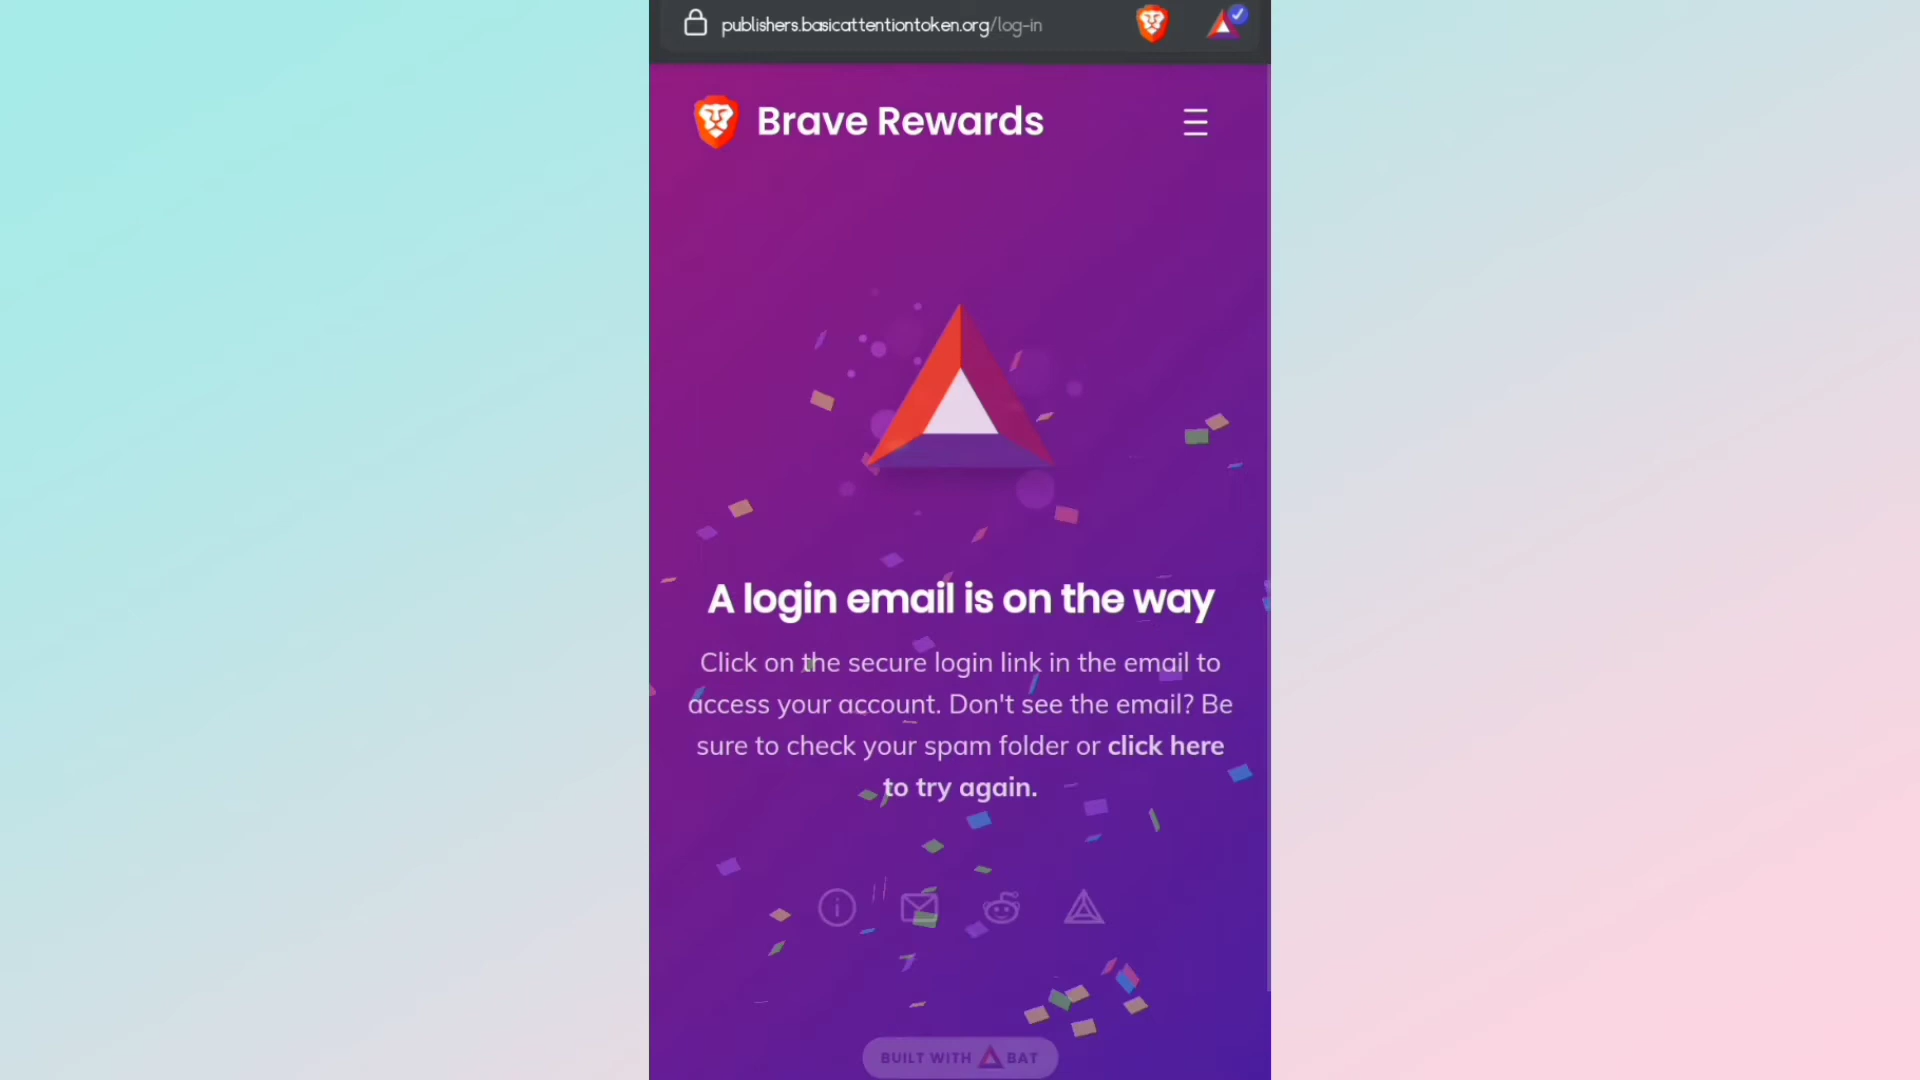 publishers.basicattentiontoken.org/log-in
Brave Rewards
A login email is on the way
Click on the secure login link in the email to
access your account. Don't see the email? Be
sure to check your spam folder or click here
to try again.
BUILT WITH BAT